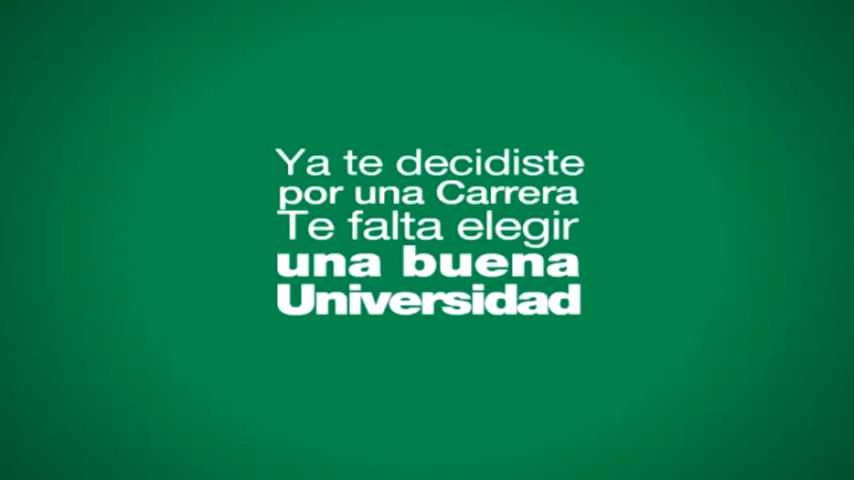 Ya te decidiste
por una Carrera
Te falta elegir
una buena
Universidad